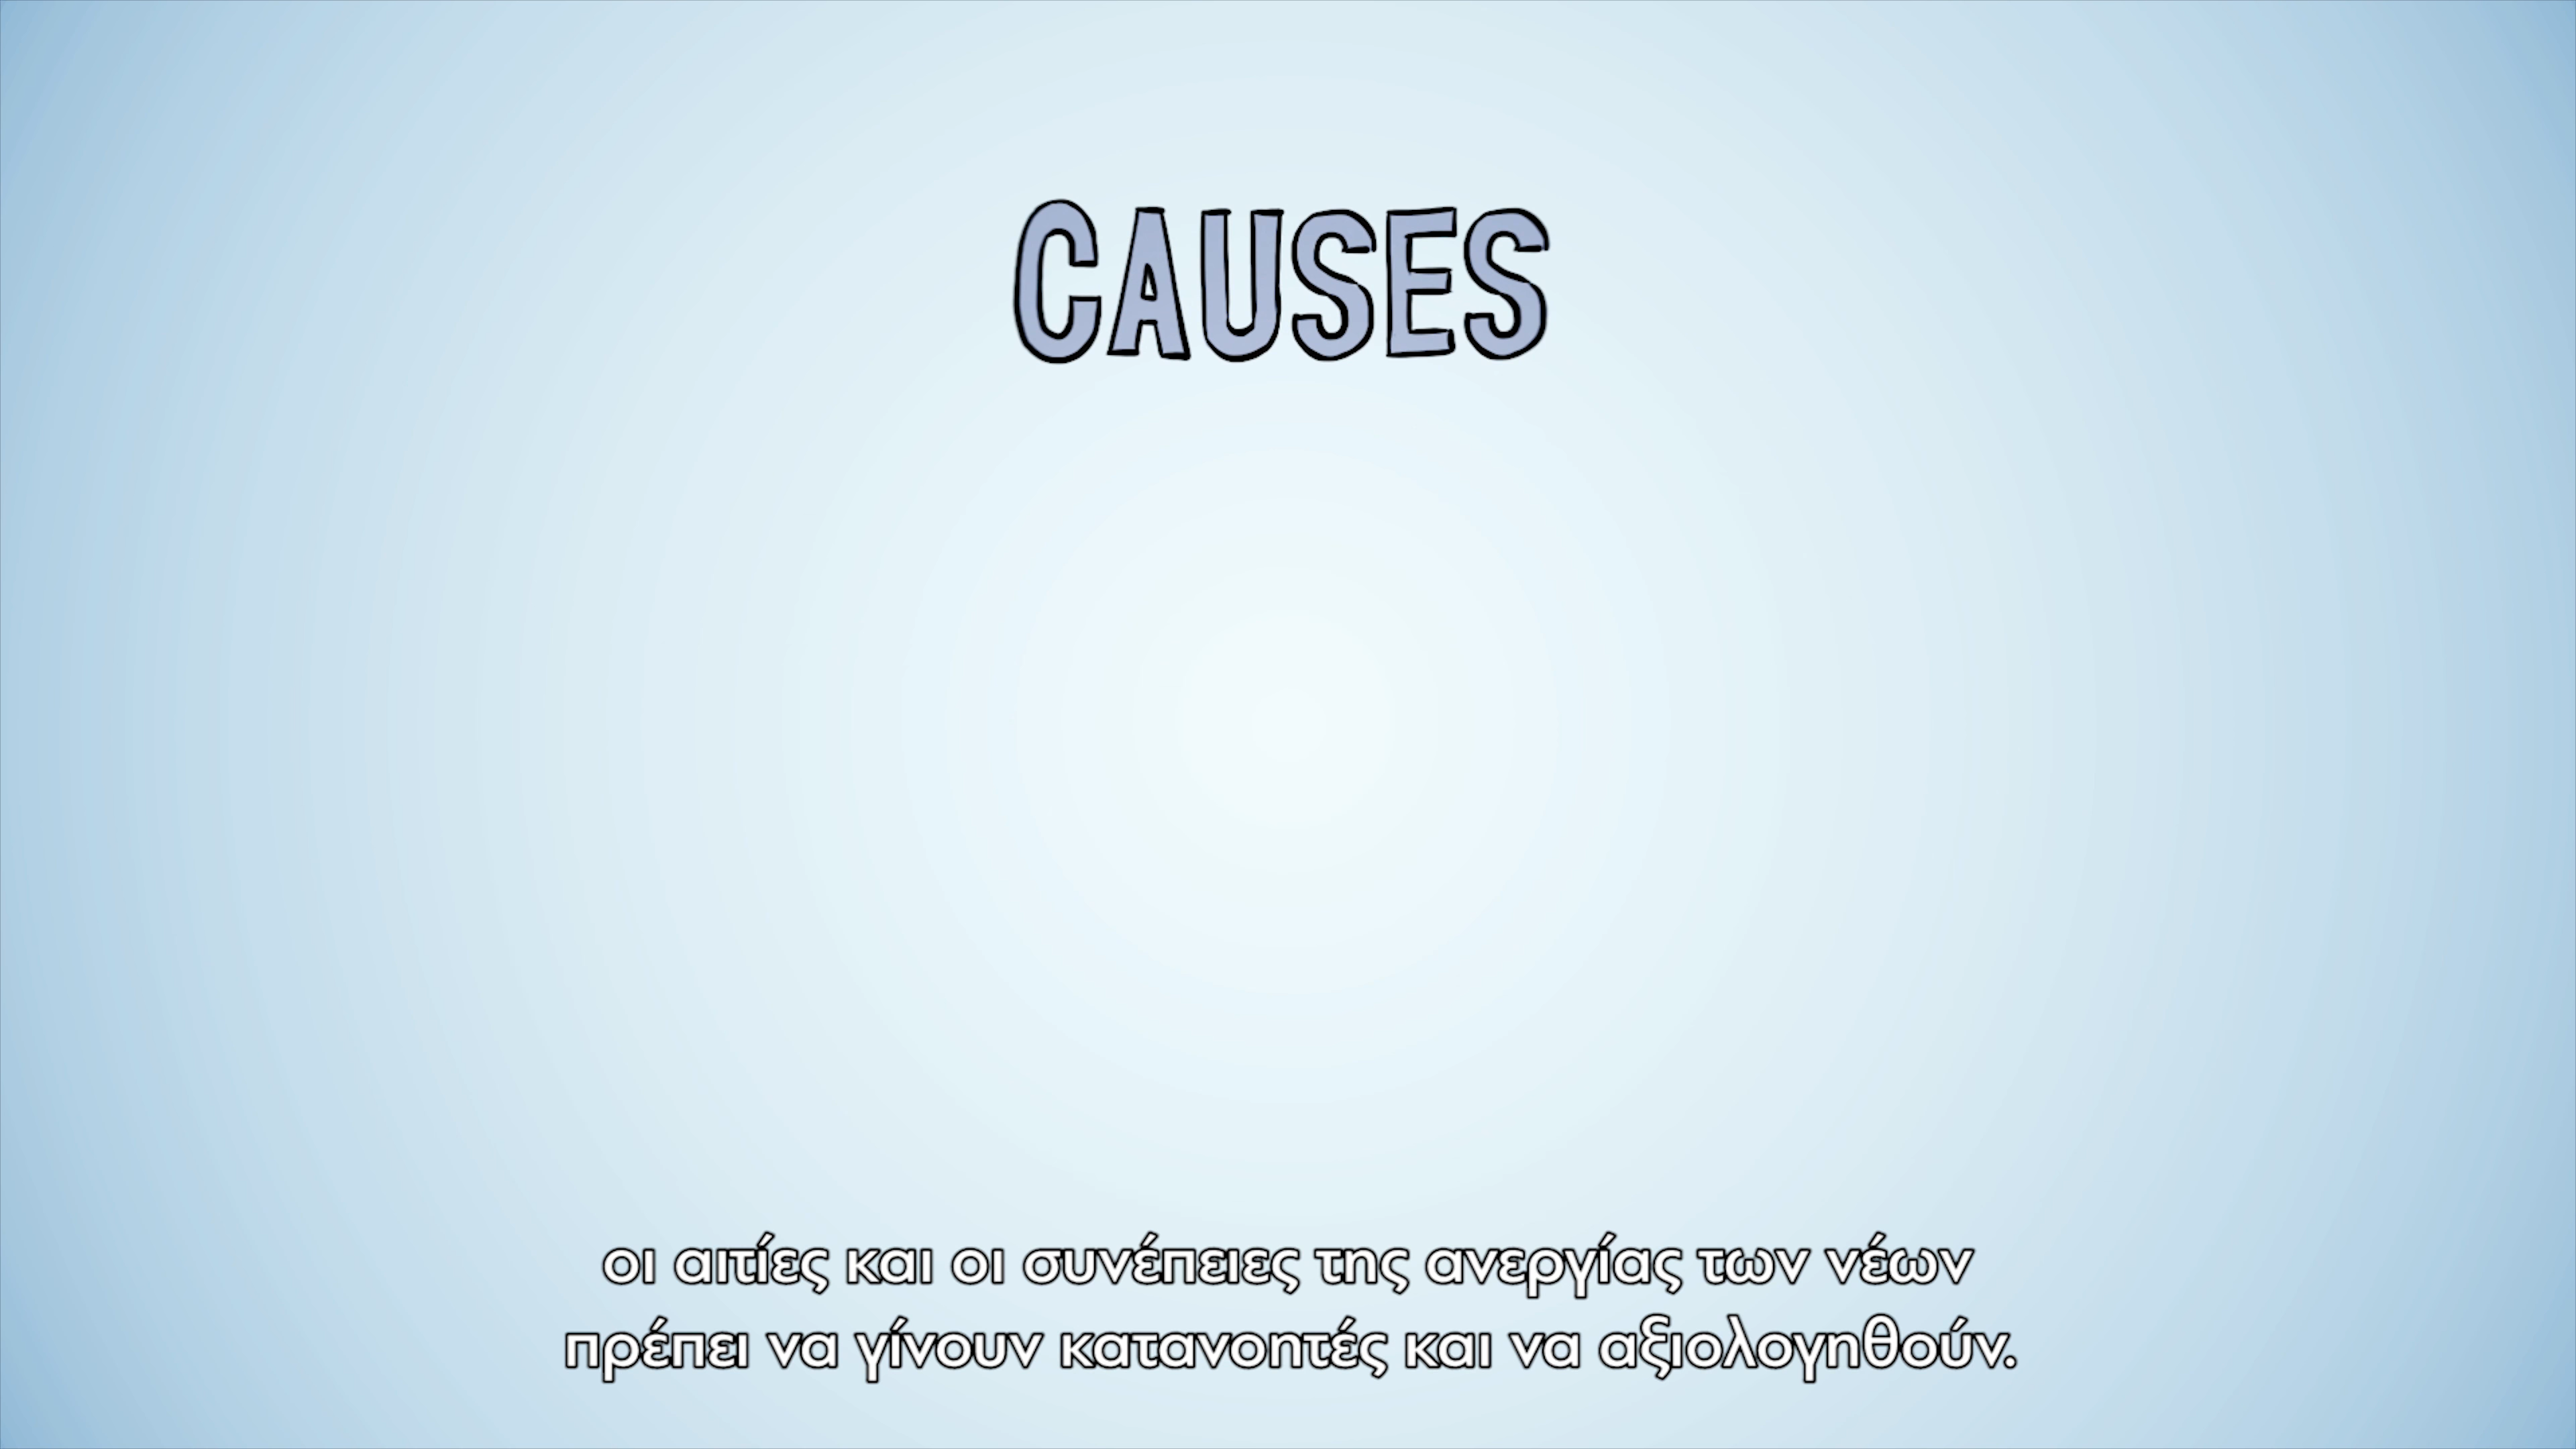 CAUSES
οι αιτίες και οι συνέπειες της ανεργίας των νέων
πρέπει να γίνουν κατανοητές και να αξιολογηθούν.